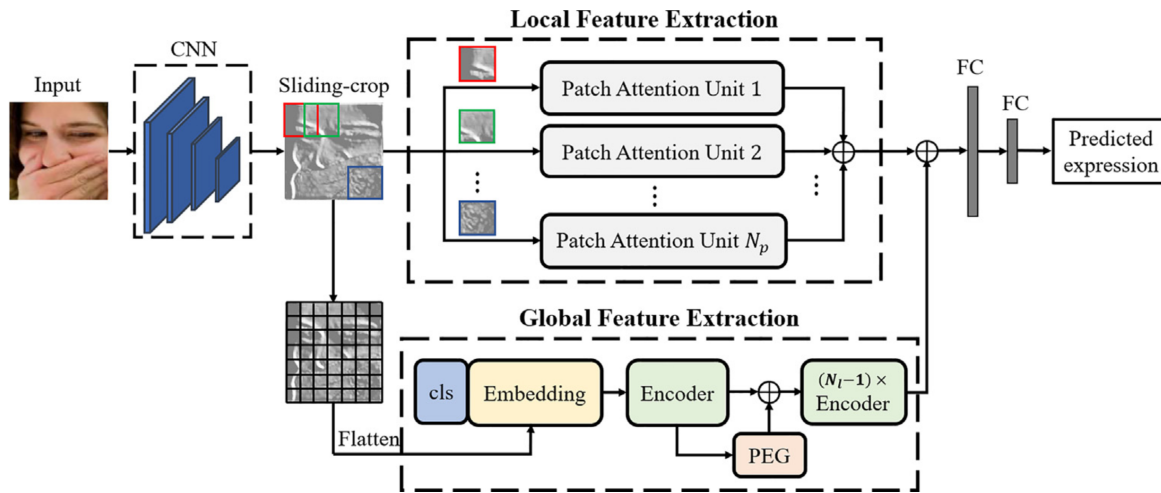 Local Feature Extraction
CNN
Input
Sliding-crop
Patch Attention Unit 1
Patch Attention Unit 2
⋮
Patch Attention Unit N_p
...
...
FC
FC
Predicted
expression
Global Feature Extraction
cls
Embedding
Encoder
(N_l−1) ×
Encoder
PEG
Flatten